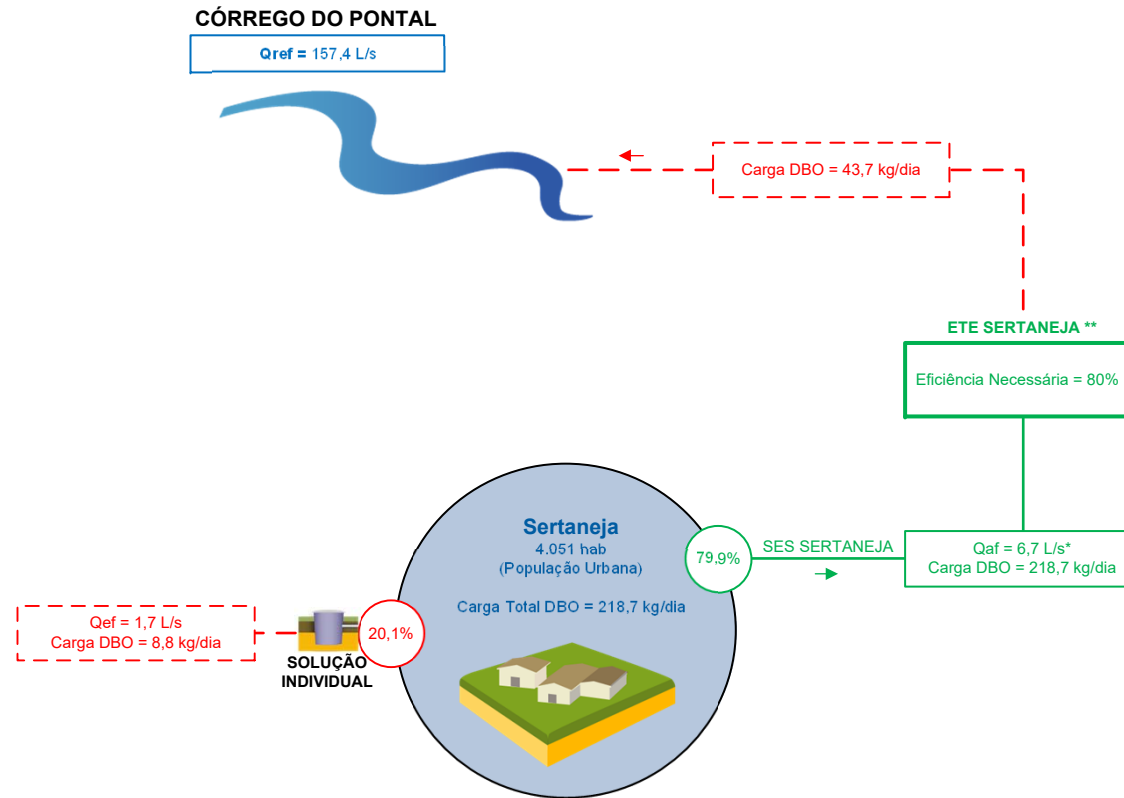 CÓRREGO DO PONTAL
Qref = 157,4 L/s
Carga DBO = 43,7 kg/dia
ETE SERTANEJA **
Eficiência Necessária = 80%
Sertaneja
4.051 hab
(População Urbana)
Carga Total DBO = 218,7 kg/dia
79,9%
SES SERTANEJA
Qaf = 6,7 L/s*
Carga DBO = 218,7 kg/dia
Qef = 1,7 L/s
Carga DBO = 8,8 kg/dia
20,1%
SOLUÇÃO
INDIVIDUAL